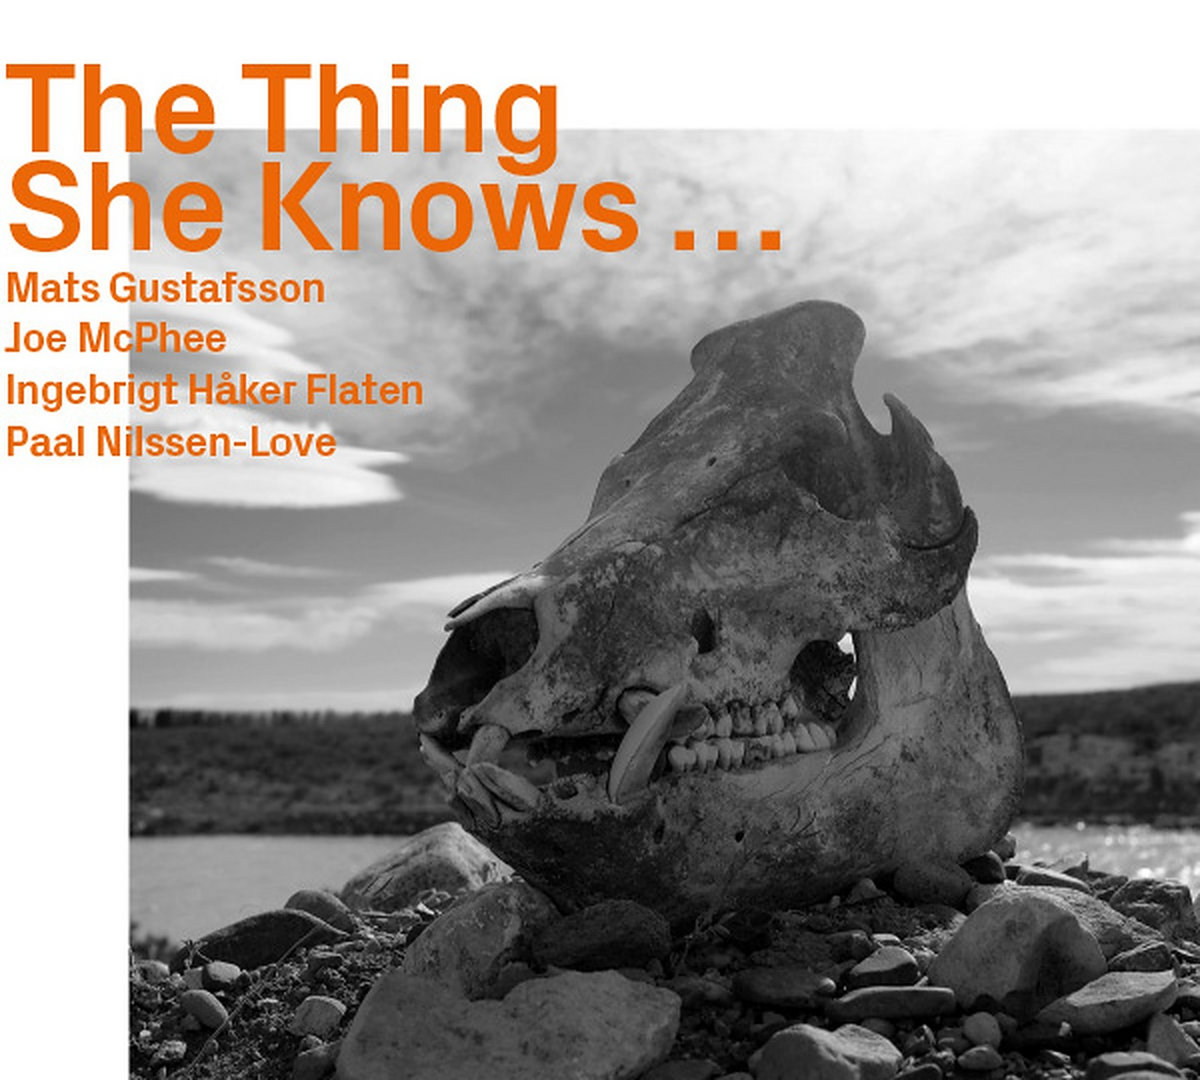 The Thing
She Knows ...
Mats Gustafsson
Joe McPhee
Ingebrigt Håker Flaten
Paal Nilssen-Love